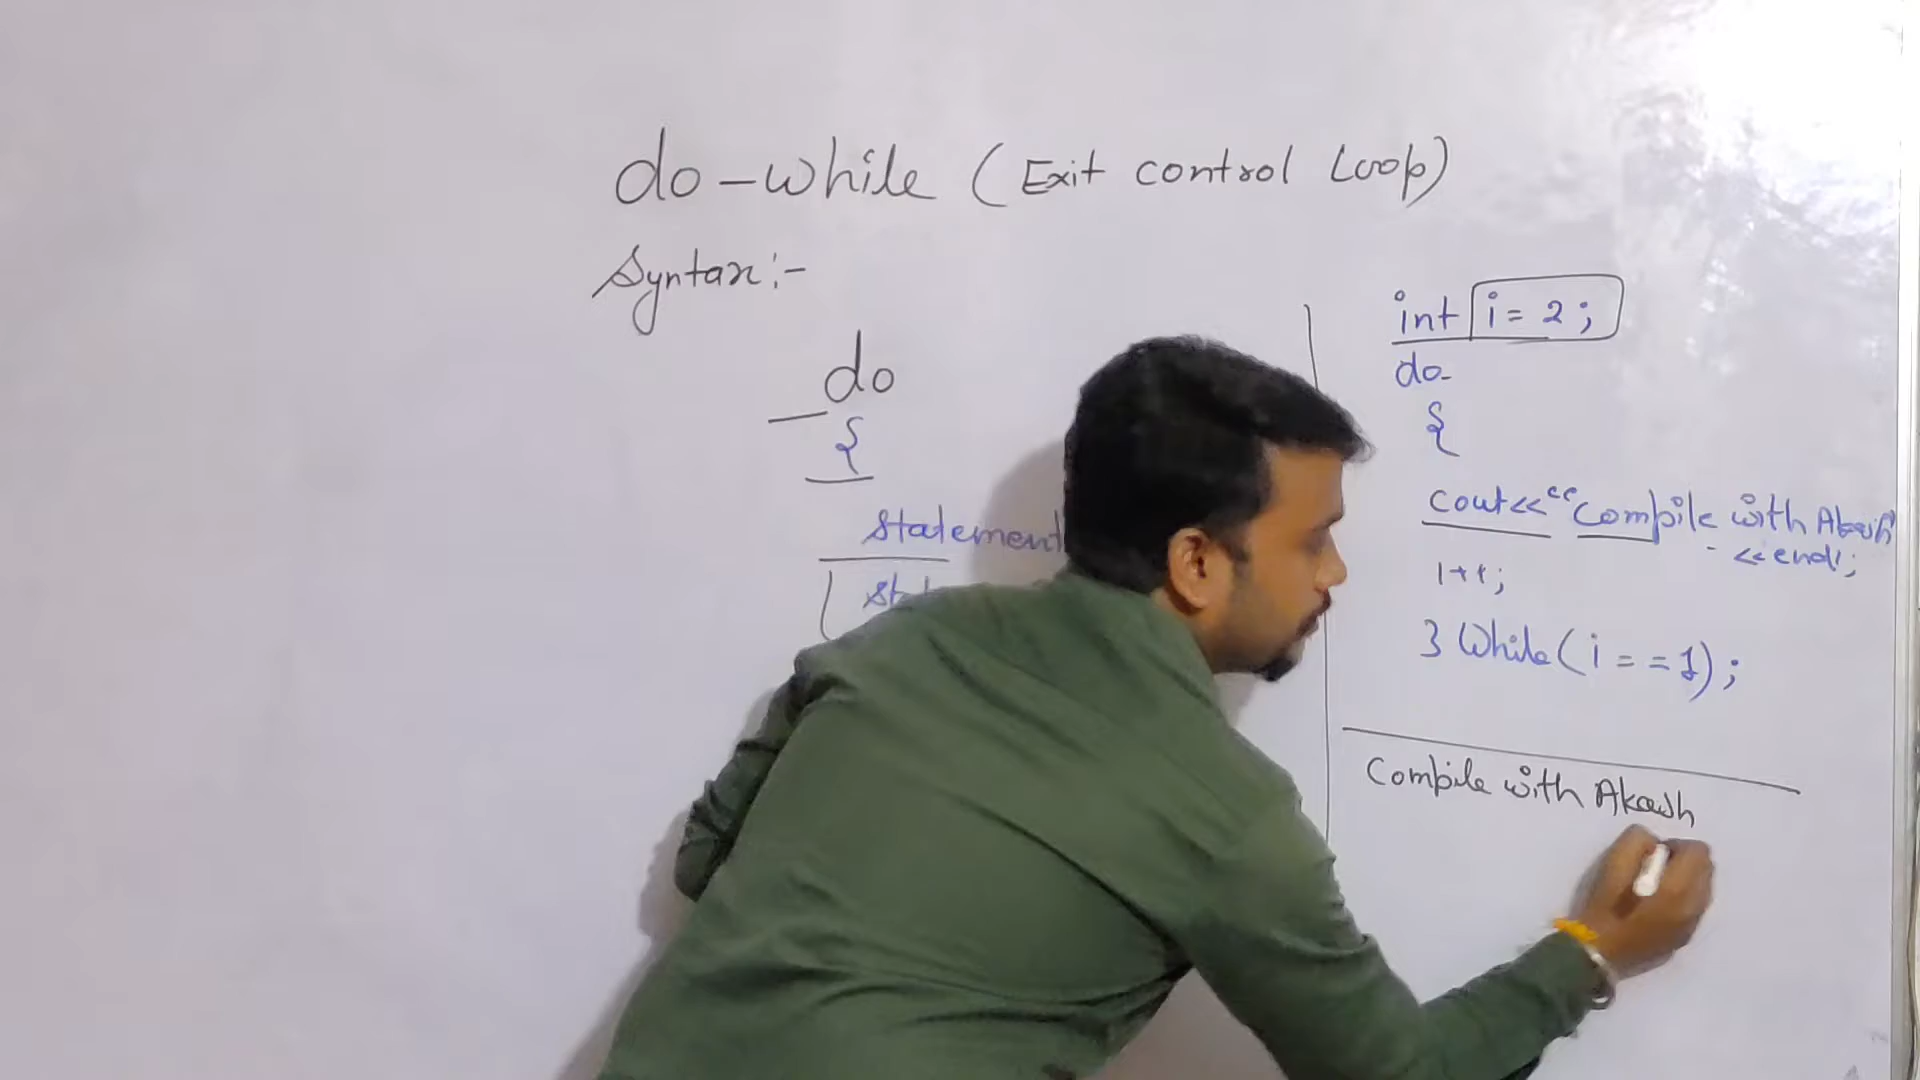 do-while (Exit control Loop)
Syntax:-
do
{
Statement
int i = 2;
do
{
cout<<"Compile with Akash
<<endl;
i++;
} While(i==1);
Compile with Akash